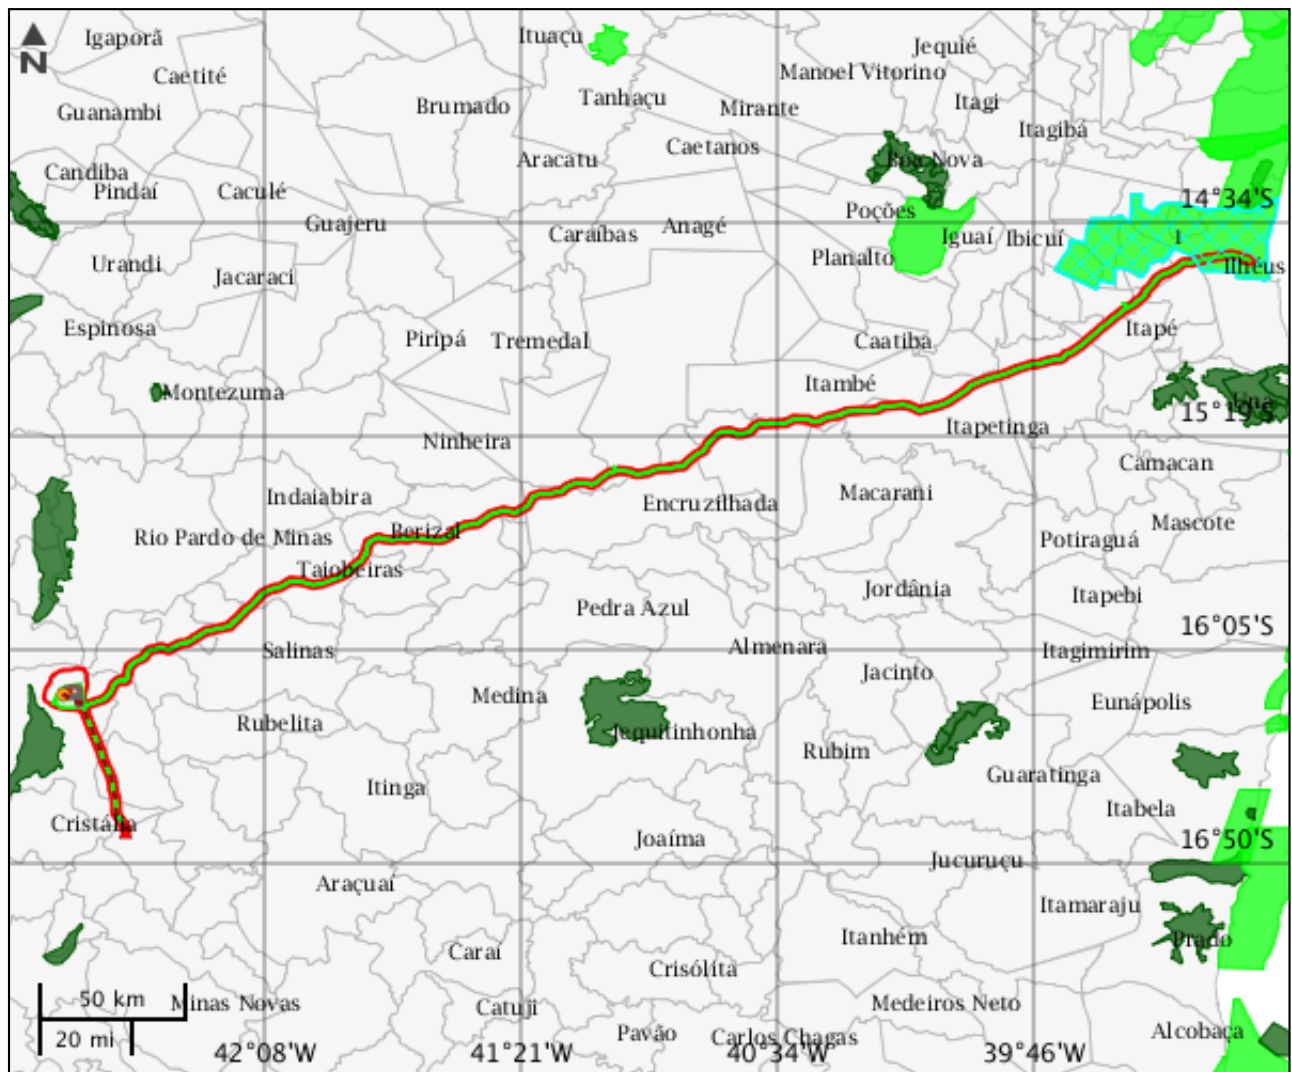 Igaporã
Ituaçu
Jequié
N
Caetité
Manoel Vitorino
Guanambi
Brumado
Tanhaçu
Mirante
Itagi
Itagibá
Candiba
Aracatu
Caetanos
Boa Nova
Pindaí
Caculé
14°34'S
Guajeru
Caraíbas
Anagé
Poções
Iguaí
Ibicuí
1
Urandi
Jacaraci
Planalto
Ilhéus
Espinosa
Piripá
Tremedal
Caatiba
Itapé
Montezuma
Itambé
Una
15°19'S
Ninheira
Itapetinga
Camacan
Indaiabira
Encruzilhada
Macarani
Rio Pardo de Minas
Berizal
Potiraguá
Mascote
Taiobeiras
Pedra Azul
Jordânia
Itapebi
16°05'S
Salinas
Almenara
Itagimirim
Medina
Jacinto
Eunápolis
Rubelita
Jequitinhonha
Rubim
Itinga
Guaratinga
Cristália
Joaíma
Itabela
16°50'S
Araçuaí
Jucuruçu
Itamaraju
Caraí
Itanhém
Prado
Crisólita
50 km
Minas Novas
Catuji
Medeiros Neto
20 mi
Pavão
Carlos Chagas
Alcobaça
42°08'W
41°21'W
40°34'W
39°46'W